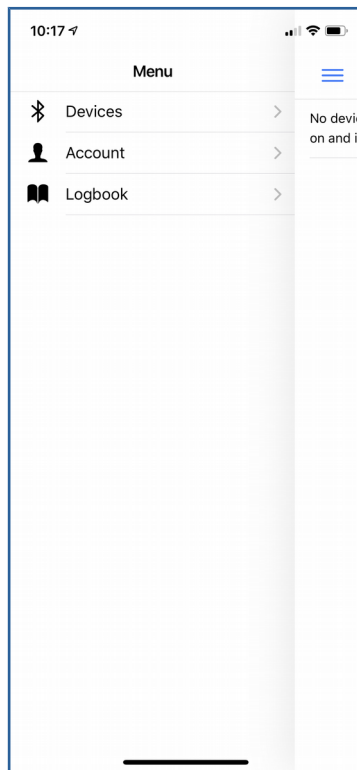 10:17
Menu
Devices
Account
Logbook
No devi
on and i